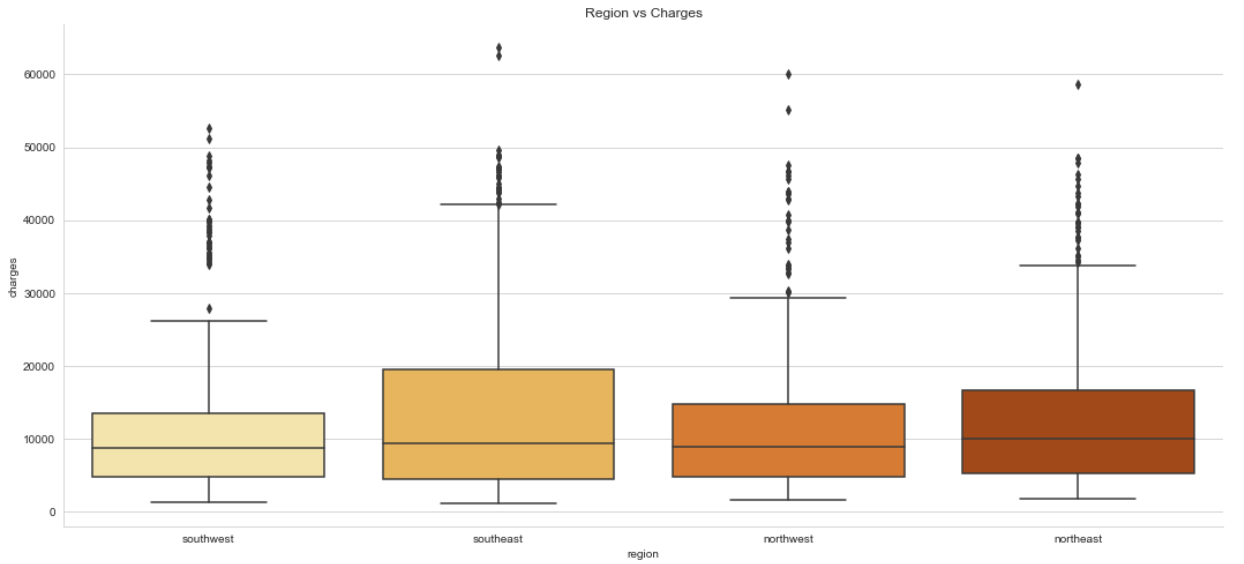 Region vs Charges
60000
50000
40000
30000
20000
10000
0
charges
southwest southeast northwest northeast
region